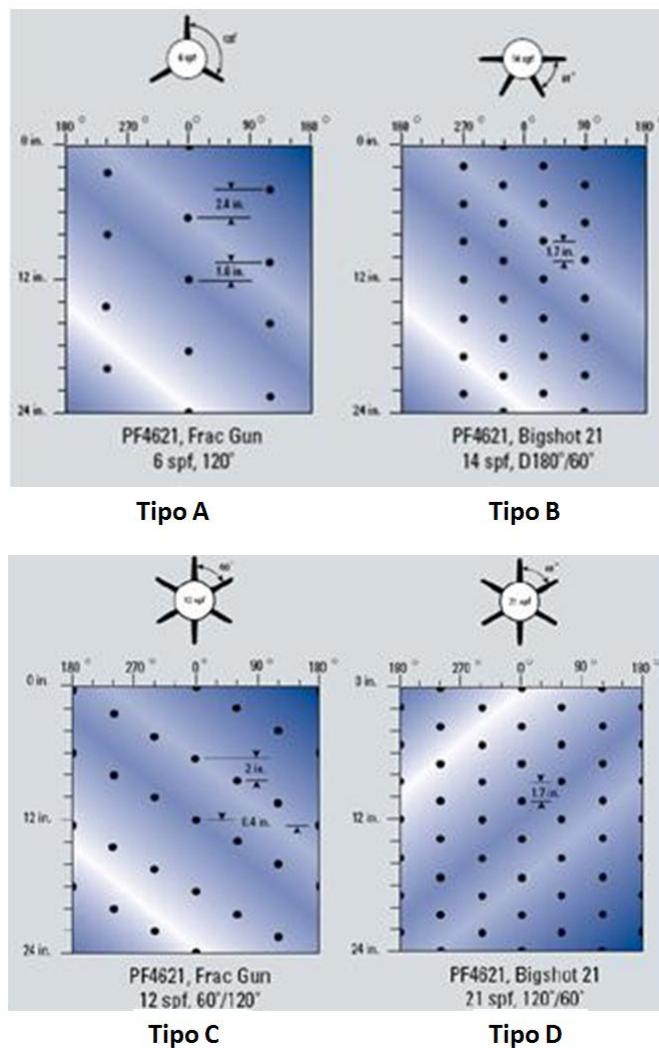 6 spf
14 spf
180° 270° 0° 90° 180°
180° 270° 0° 90° 180°
0 in.
0 in.
2.4 in.
1.6 in.
1.7 in.
12 in.
12 in.
24 in.
24 in.
PF4621, Frac Gun
6 spf, 120°
PF4621, Bigshot 21
14 spf, D180°/60°
Tipo A
Tipo B
12 spf
21 spf
180° 270° 0° 90° 180°
180° 270° 0° 90° 180°
0 in.
2 in.
1.7 in.
12 in.
12 in.
24 in.
24 in.
PF4621, Frac Gun
12 spf, 60°/120°
PF4621, Bigshot 21
21 spf, 120°/60°
Tipo C
Tipo D